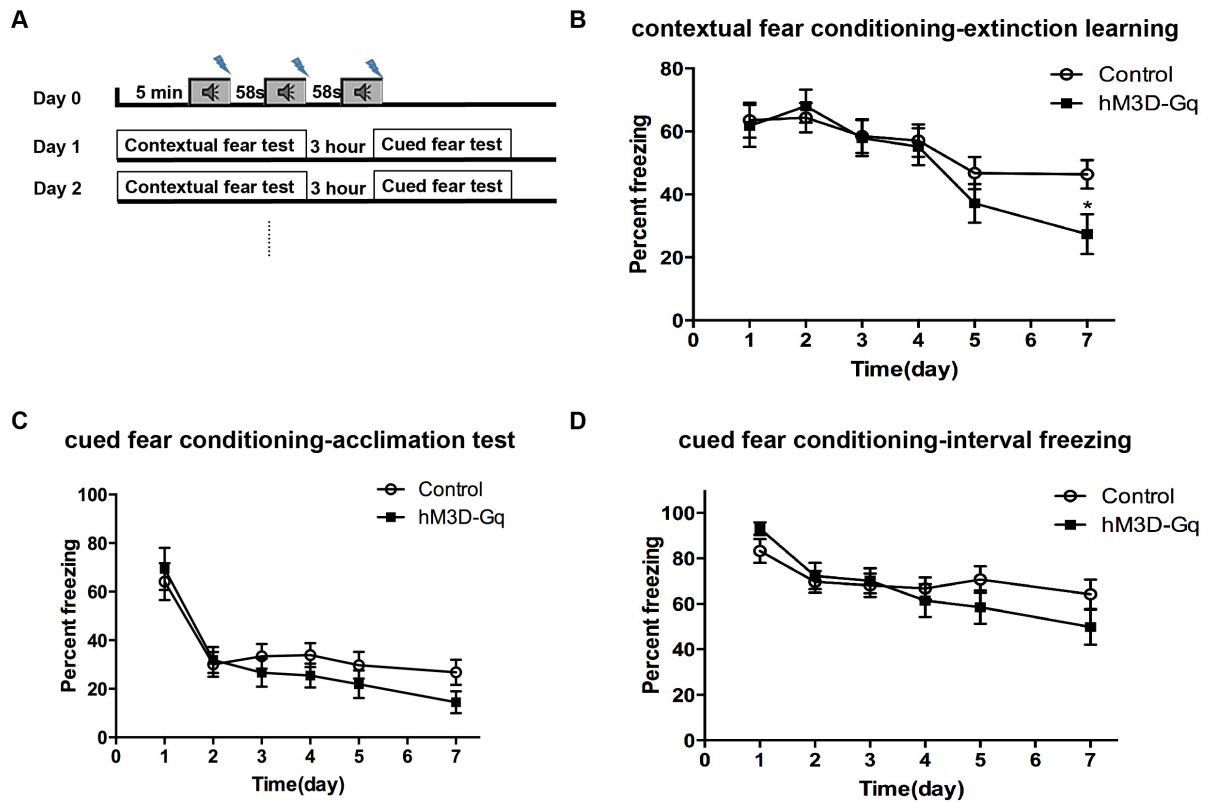 A
5 min 58s 58s
Day 0
Day 1 Contextual fear test 3 hour Cued fear test
Day 2 Contextual fear test 3 hour Cued fear test
B
contextual fear conditioning-extinction learning
Control
hM3D-Gq
80
60
40
20
0
Percent freezing
*
0 1 2 3 4 5 6 7
Time(day)
C
cued fear conditioning-acclimation test
Control
hM3D-Gq
100
80
60
40
20
0
Percent freezing
0 1 2 3 4 5 6 7
Time(day)
D
cued fear conditioning-interval freezing
Control
hM3D-Gq
100
80
60
40
20
0
Percent freezing
0 1 2 3 4 5 6 7
Time(day)